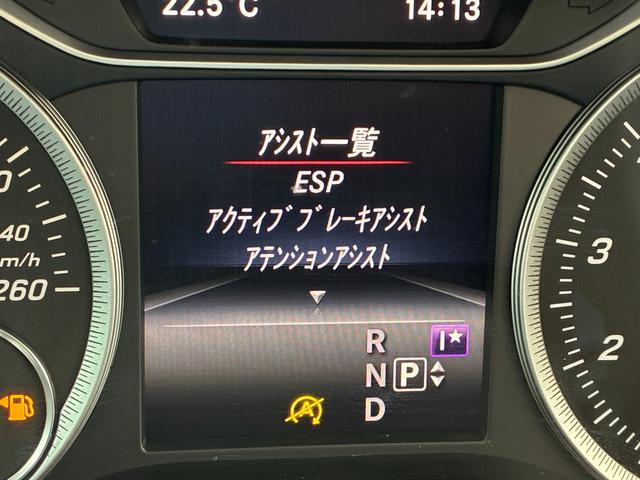 22.5°C 14:13
アシスト一覧
ESP
アクティブブレーキアシスト
アテンションアシスト
R I★
N P
D
A
0
40
km/h
260
3
2